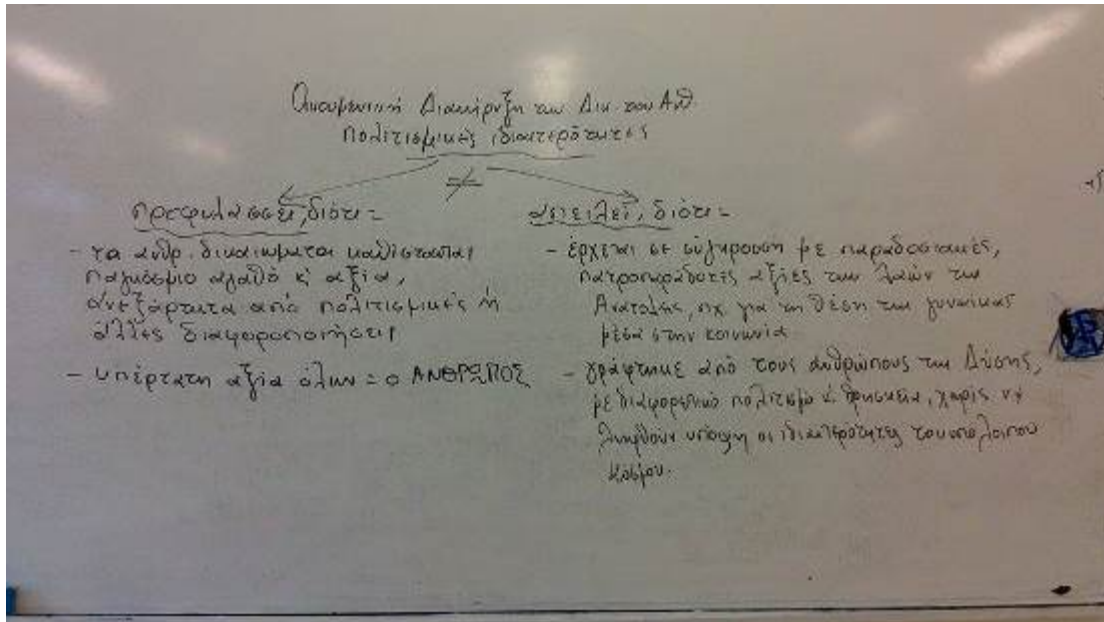 Οικουμενική Διακήρυξη των Δικ. του Ανθ.
Πολιτισμικές ιδιαιτερότητες
≠
προφυλάσσει, διότι =
- τα ανθρ. δικαιώματα καθίστανται
παγκόσμιο αγαθό κ' αξία,
ανεξάρτητα από πολιτισμικές ή
άλλες διαφοροποιήσεις
- υπέρτατη αξία όλων = ο ΑΝΘΡΩΠΟΣ
απειλεί, διότι =
- έρχεται σε σύγκρουση με παραδοσιακές,
πατροπαράδοτες αξίες των λαών της
Ανατολής, πχ. για τη θέση της γυναίκας
μέσα στην κοινωνία
- γράφτηκε από τους ανθρώπους της Δύσης,
με διαφορετικό πολιτισμό κ' θρησκεία, χωρίς να
ληφθούν υπόψη οι ιδιαιτερότητες του υπολοίπου
κόσμου.